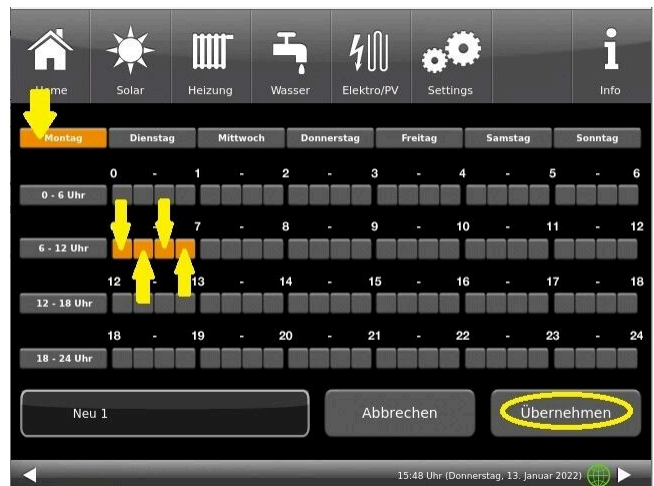 Home Solar Heizung Wasser Elektro/PV Settings Info
Montag Dienstag Mittwoch Donnerstag Freitag Samstag Sonntag
0 - 1 - 2 - 3 - 4 - 5 - 6
0 - 6 Uhr
7 - 8 - 9 - 10 - 11 - 12
6 - 12 Uhr
12 - 13 - 14 - 15 - 16 - 17 - 18
12 - 18 Uhr
18 - 19 - 20 - 21 - 22 - 23 - 24
18 - 24 Uhr
Neu 1 Abbrechen Übernehmen
15:48 Uhr (Donnerstag, 13. Januar 2022)